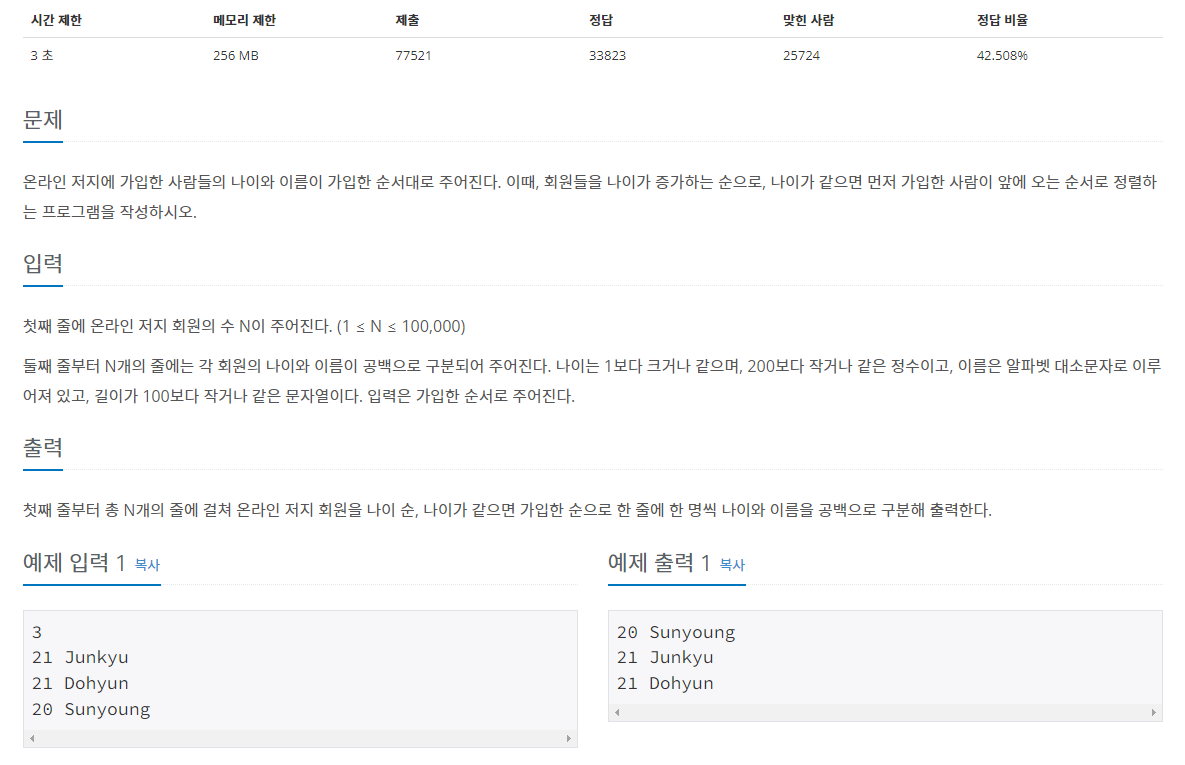 시간 제한 메모리 제한 제출 정답 맞힌 사람 정답 비율
3 초 256 MB 77521 33823 25724 42.508%
문제
온라인 저지에 가입한 사람들의 나이와 이름이 가입한 순서대로 주어진다. 이때, 회원들을 나이가 증가하는 순으로, 나이가 같으면 먼저 가입한 사람이 앞에 오는 순서로 정렬하
는 프로그램을 작성하시오.
입력
첫째 줄에 온라인 저지 회원의 수 N이 주어진다. (1 ≤ N ≤ 100,000)
둘째 줄부터 N개의 줄에는 각 회원의 나이와 이름이 공백으로 구분되어 주어진다. 나이는 1보다 크거나 같으며, 200보다 작거나 같은 정수이고, 이름은 알파벳 대소문자로 이루
어져 있고, 길이가 100보다 작거나 같은 문자열이다. 입력은 가입한 순서로 주어진다.
출력
첫째 줄부터 총 N개의 줄에 걸쳐 온라인 저지 회원을 나이 순, 나이가 같으면 가입한 순으로 한 줄에 한 명씩 나이와 이름을 공백으로 구분해 출력한다.
예제 입력 1 복사
3
21 Junkyu
21 Dohyun
20 Sunyoung
예제 출력 1 복사
20 Sunyoung
21 Junkyu
21 Dohyun